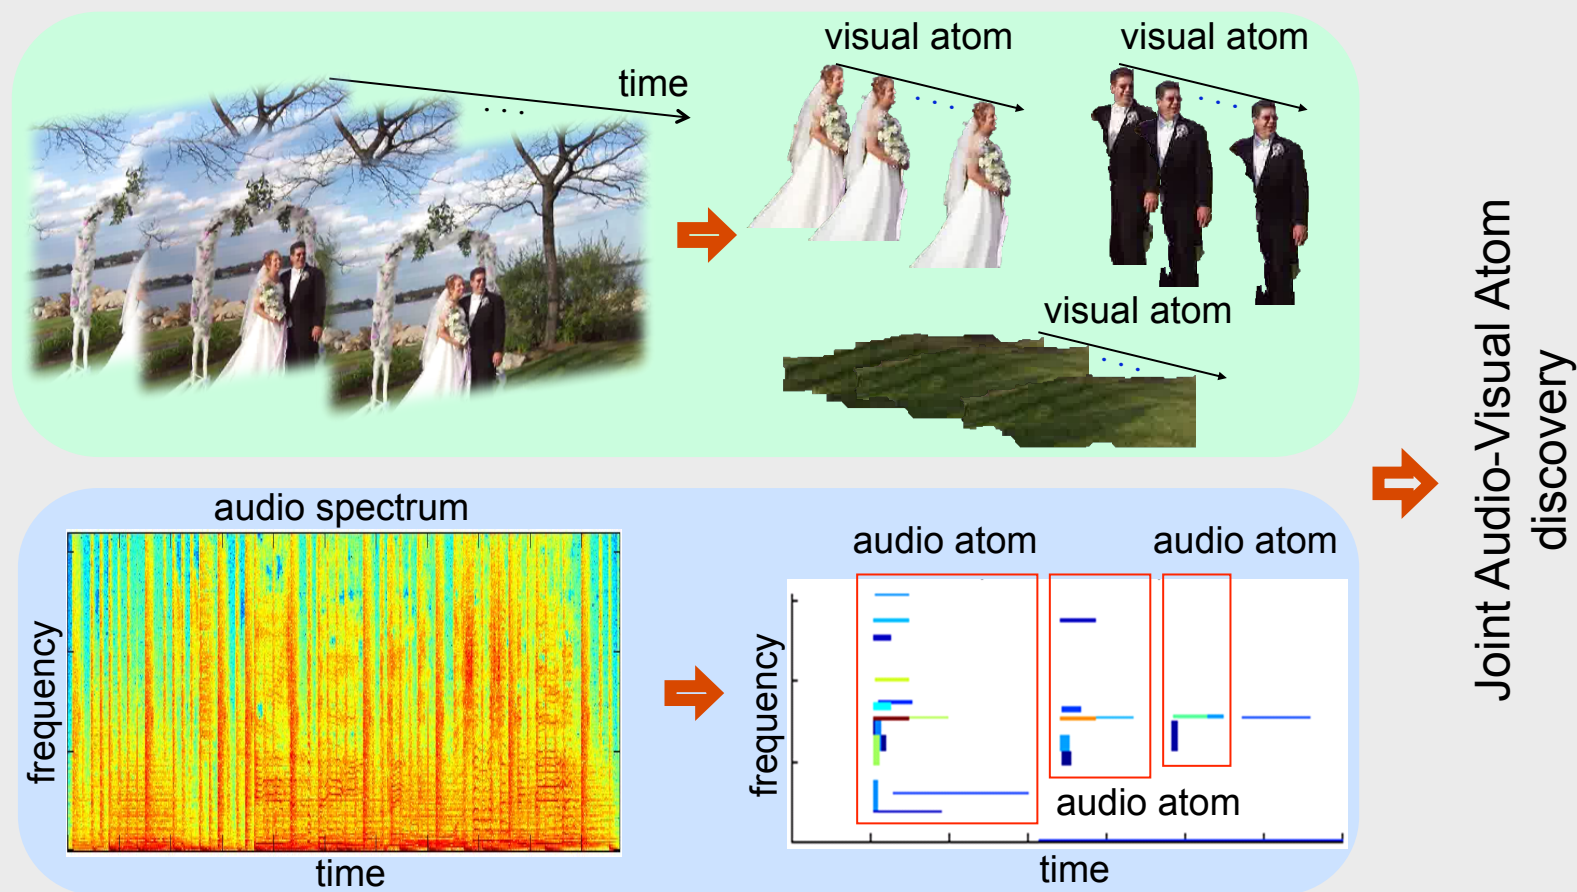 time
visual atom
visual atom
visual atom
audio spectrum
frequency
time
audio atom
audio atom
frequency
audio atom
time
Joint Audio-Visual Atom
discovery